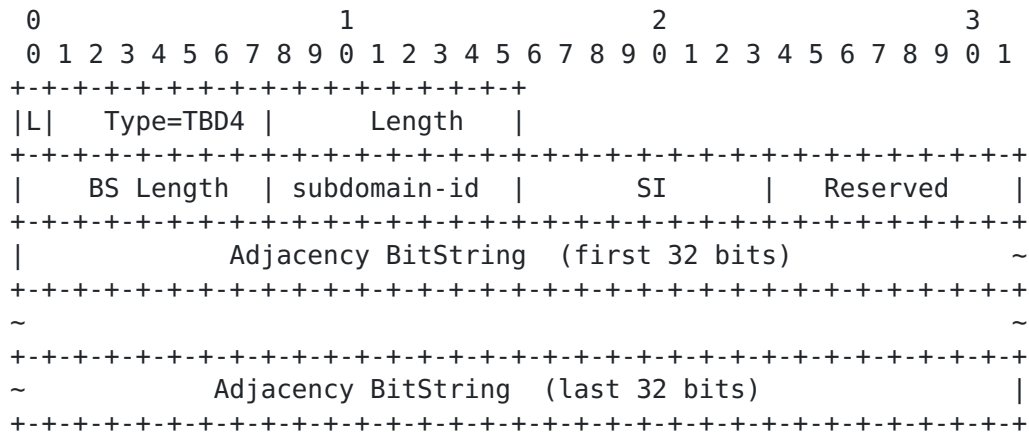 0                   1                   2                   3
 0 1 2 3 4 5 6 7 8 9 0 1 2 3 4 5 6 7 8 9 0 1 2 3 4 5 6 7 8 9 0 1
+-+-+-+-+-+-+-+-+-+-+-+-+-+-+-+-+
|L|   Type=TBD4 |      Length   |
+-+-+-+-+-+-+-+-+-+-+-+-+-+-+-+-+-+-+-+-+-+-+-+-+-+-+-+-+-+-+-+-+
|    BS Length  | subdomain-id  |       SI      |   Reserved    |
+-+-+-+-+-+-+-+-+-+-+-+-+-+-+-+-+-+-+-+-+-+-+-+-+-+-+-+-+-+-+-+-+
|             Adjacency BitString  (first 32 bits)              ~
+-+-+-+-+-+-+-+-+-+-+-+-+-+-+-+-+-+-+-+-+-+-+-+-+-+-+-+-+-+-+-+-+
~                                                               ~
+-+-+-+-+-+-+-+-+-+-+-+-+-+-+-+-+-+-+-+-+-+-+-+-+-+-+-+-+-+-+-+-+
~            Adjacency BitString  (last 32 bits)                |
+-+-+-+-+-+-+-+-+-+-+-+-+-+-+-+-+-+-+-+-+-+-+-+-+-+-+-+-+-+-+-+-+